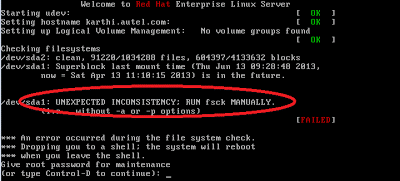 Welcome to Red Hat Enterprise Linux Server
Starting udev: [ OK ]
Setting hostname karthi.autel.com: [ OK ]
Setting up Logical Volume Management: No volume groups found
[ OK ]
Checking filesystems
/dev/sda2: clean, 91220/1034288 files, 604397/4133632 blocks
/dev/sda1: Superblock last mount time (Thu Jun 13 09:28:48 2013,
now = Sat Apr 13 11:10:15 2013) is in the future.
/dev/sda1: UNEXPECTED INCONSISTENCY; RUN fsck MANUALLY.
(i.e., without -a or -p options)
[FAILED]
*** An error occurred during the file system check.
*** Dropping you to a shell; the system will reboot
*** when you leave the shell.
Give root password for maintenance
(or type Control-D to continue): _